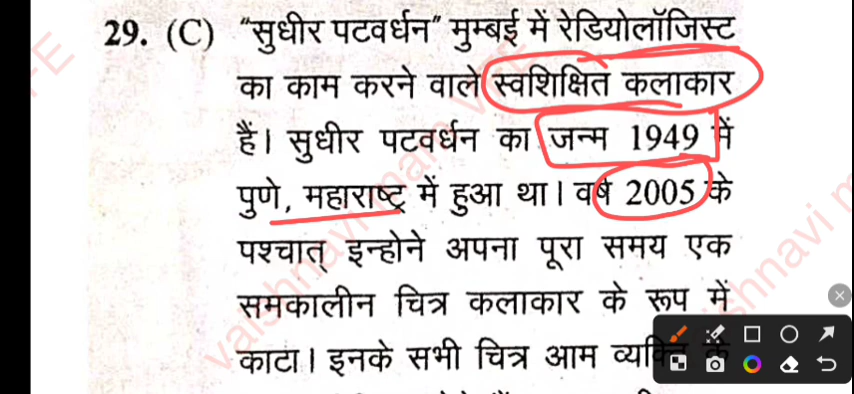 29. (C) "सुधीर पटवर्धन" मुम्बई में रेडियोलॉजिस्ट
का काम करने वाले स्वशिक्षित कलाकार
हैं। सुधीर पटवर्धन का जन्म 1949 में
पुणे, महाराष्ट्र में हुआ था। वर्ष 2005 के
पश्चात् इन्होने अपना पूरा समय एक
समकालीन चित्र कलाकार के रूप में
काटा। इनके सभी चित्र आम व्यक्ति के